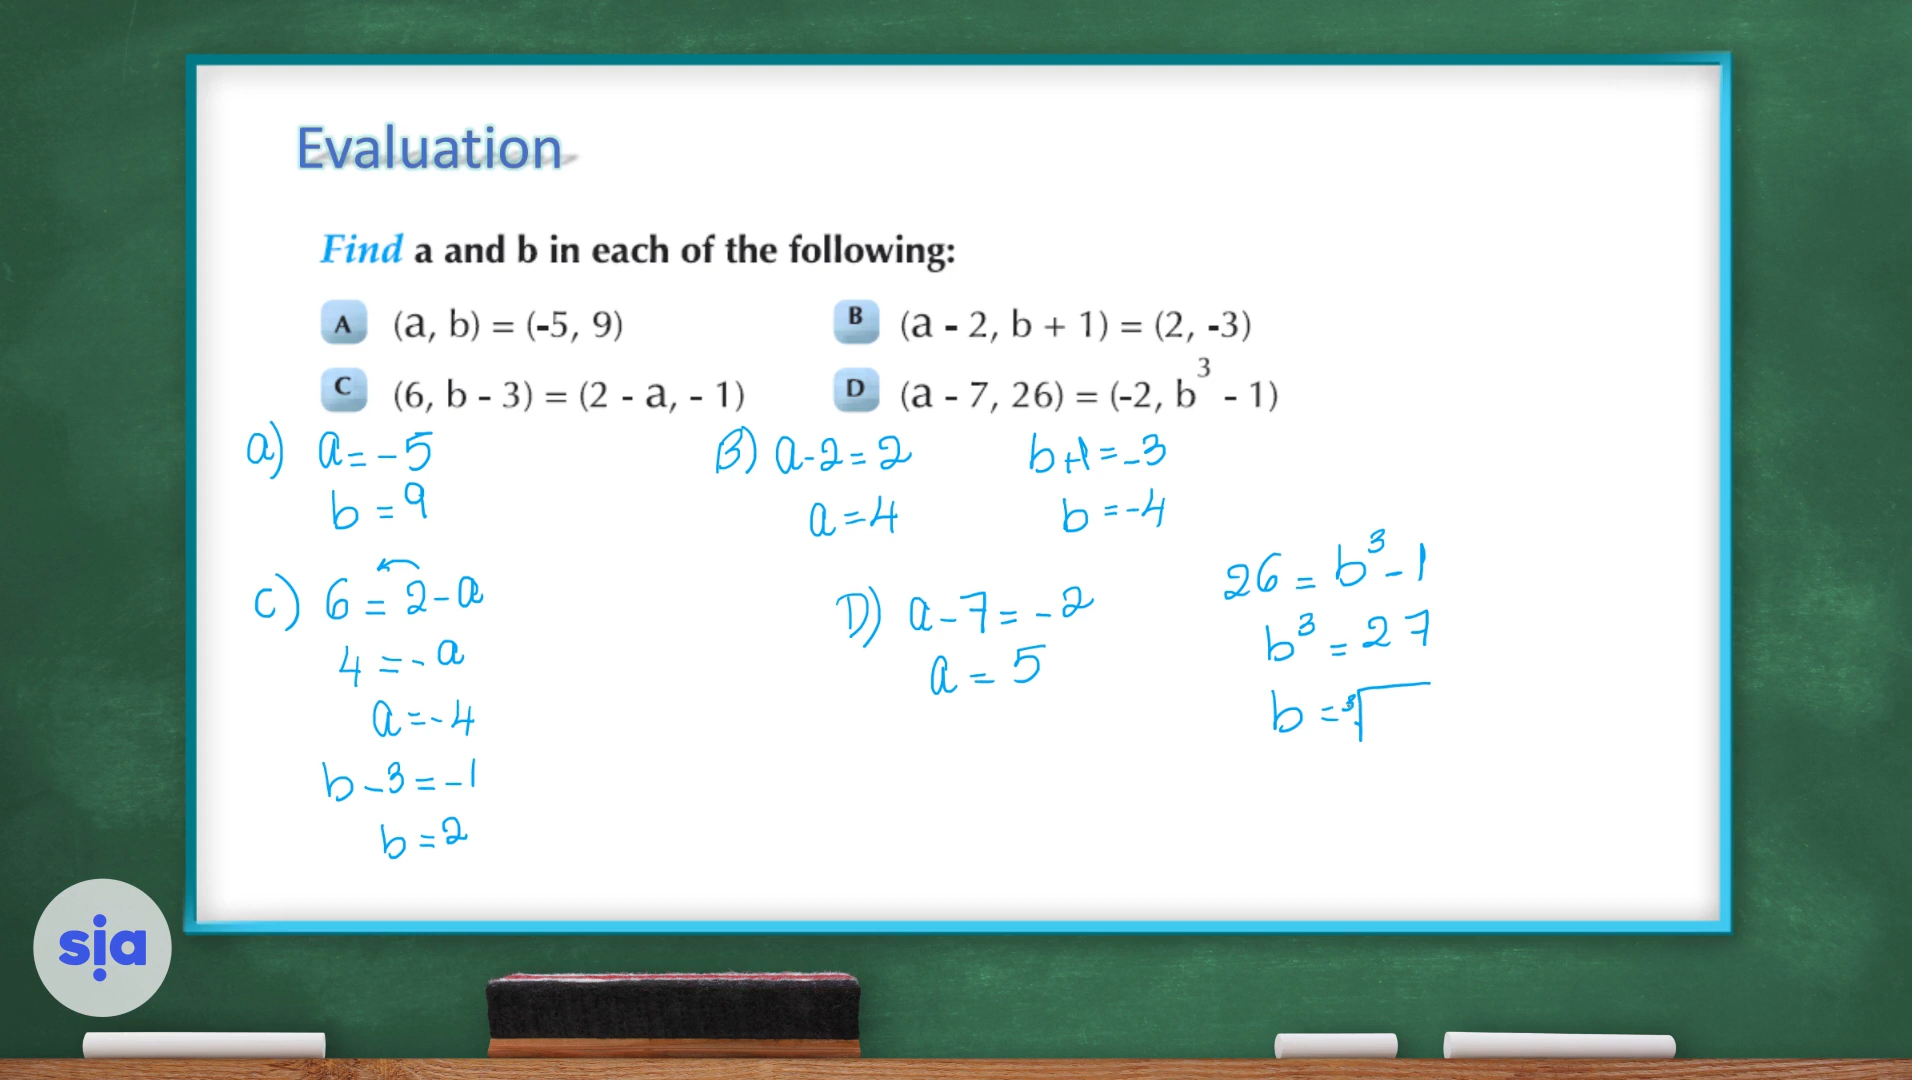 Evaluation
Find a and b in each of the following:
A (a, b) = (-5, 9)
B (a - 2, b + 1) = (2, -3)
C (6, b - 3) = (2 - a, - 1)
D (a - 7, 26) = (-2, b³ - 1)
a) a = -5
b = 9
B) a - 2 = 2
a = 4
b + 1 = -3
b = -4
C) 6 = 2 - a
4 = -a
a = -4
b - 3 = -1
b = 2
D) a - 7 = -2
a = 5
26 = b³ - 1
b³ = 27
b = ³√
sia